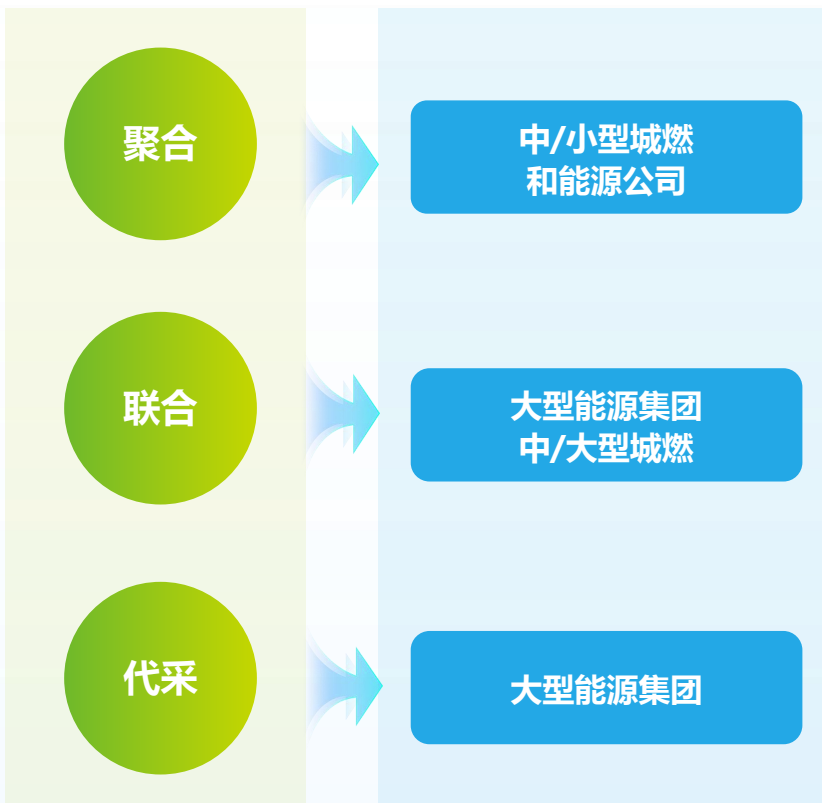 聚合
中/小型城燃
和能源公司
联合
大型能源集团
中/大型城燃
代采
大型能源集团